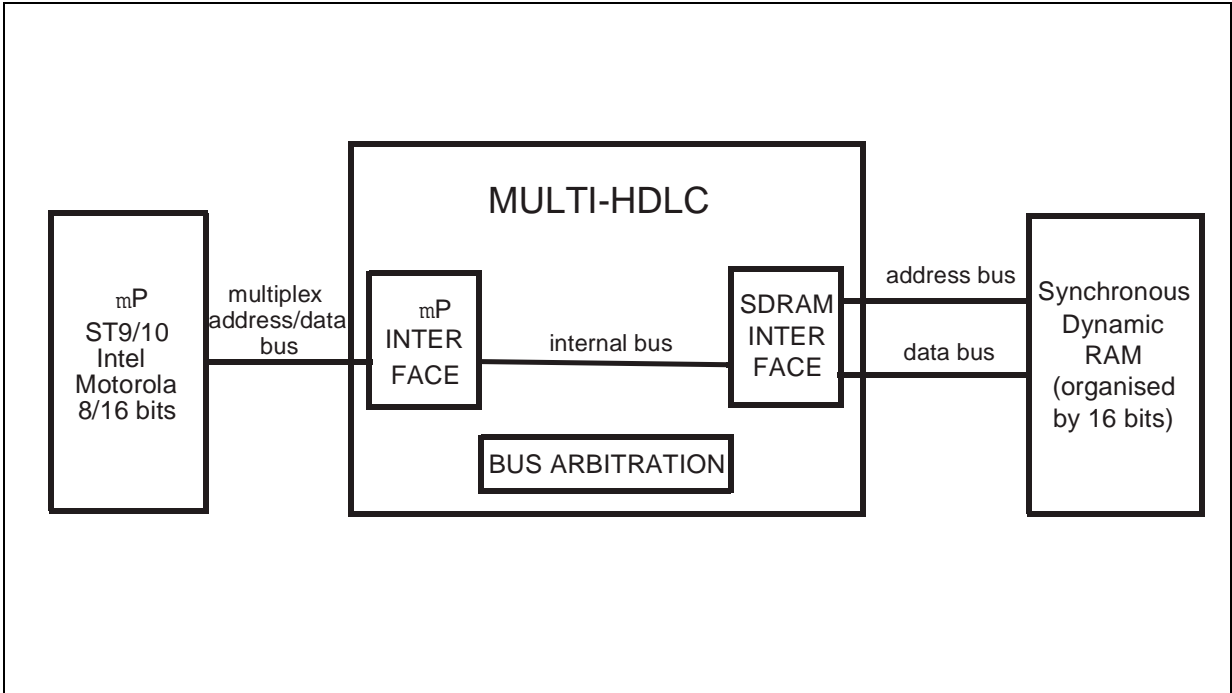 MULTI-HDLC
mP
ST9/10
Intel
Motorola
8/16 bits
multiplex
address/data
bus
mP
INTER
FACE
internal bus
SDRAM
INTER
FACE
BUS ARBITRATION
address bus
data bus
Synchronous
Dynamic
RAM
(organised
by 16 bits)